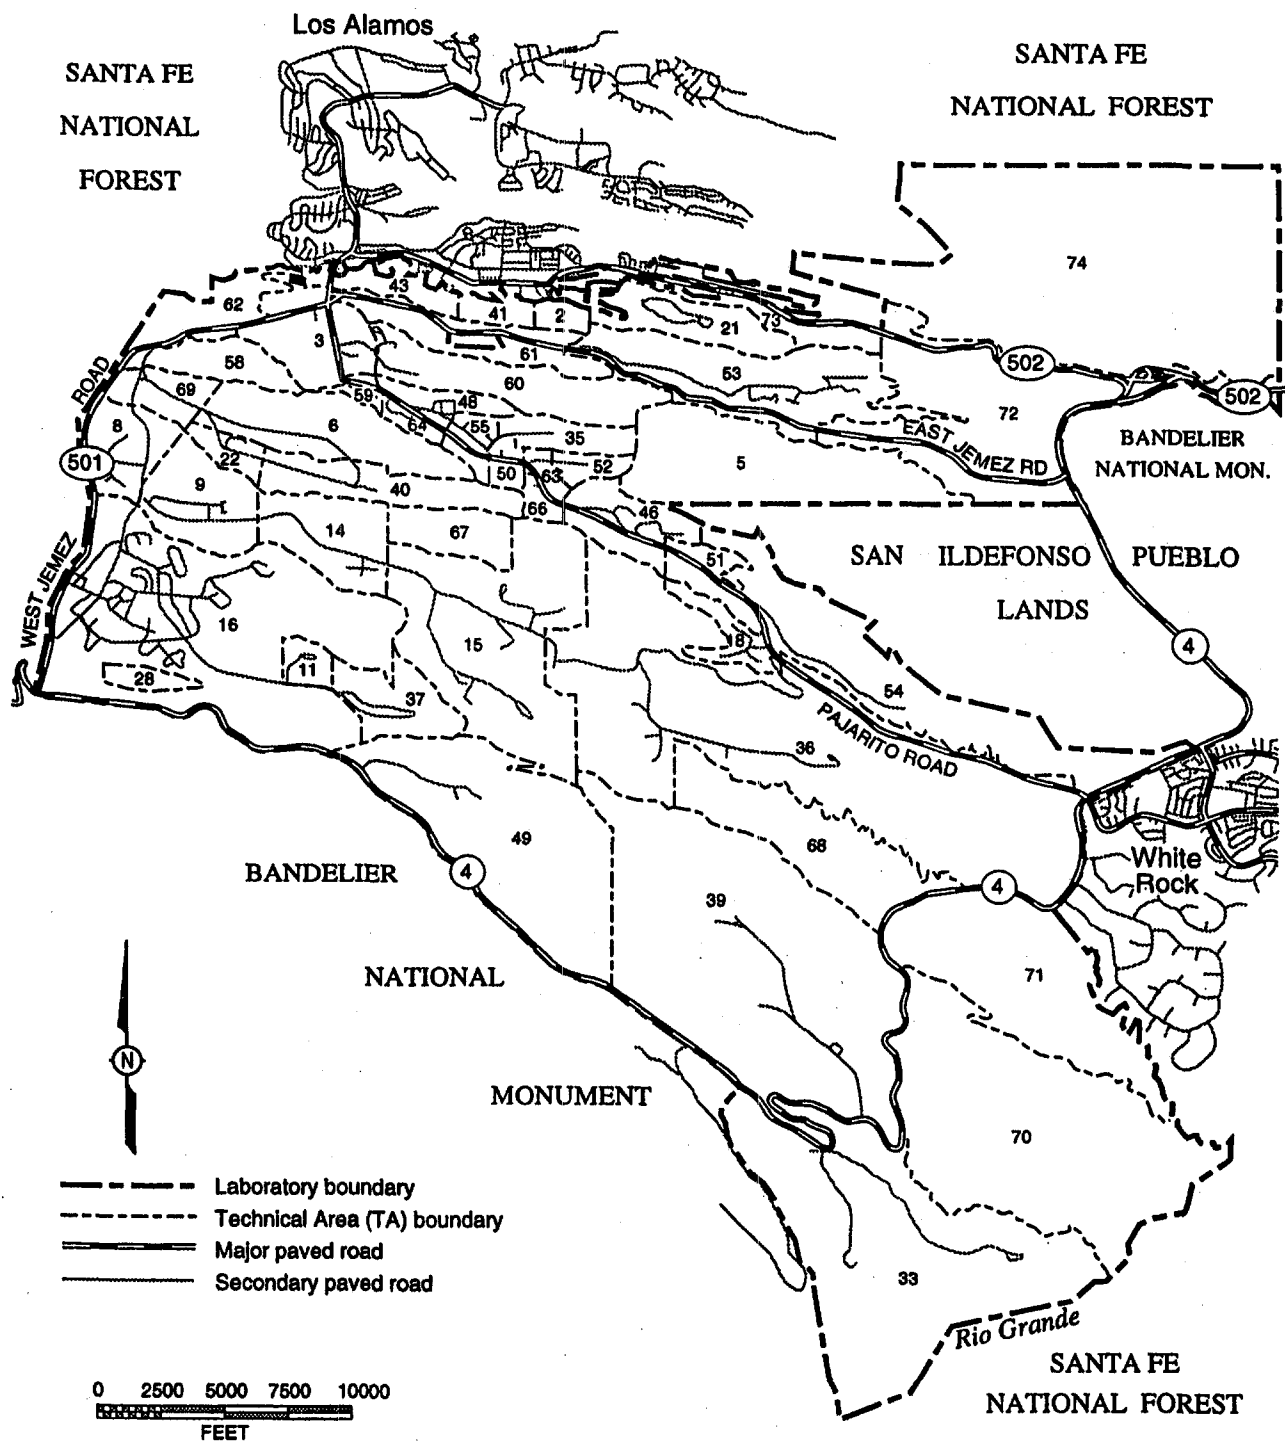 Los Alamos
SANTA FE
NATIONAL
FOREST
SANTA FE
NATIONAL FOREST
74
62
43
41
2
21
73
3
61
58
60
53
502
502
69
59
48
72
8
6
64
55
35
EAST JEMEZ RD
BANDELIER
NATIONAL MON.
ROAD
501
22
50
63
52
5
9
40
66
46
14
67
51
SAN ILDEFONSO PUEBLO
LANDS
WEST JEMEZ
16
15
18
4
11
28
37
54
PAJARITO ROAD
36
49
68
White
Rock
BANDELIER
4
4
39
NATIONAL
71
N
MONUMENT
70
Laboratory boundary
Technical Area (TA) boundary
Major paved road
Secondary paved road
33
Rio Grande
SANTA FE
NATIONAL FOREST
0 2500 5000 7500 10000
FEET